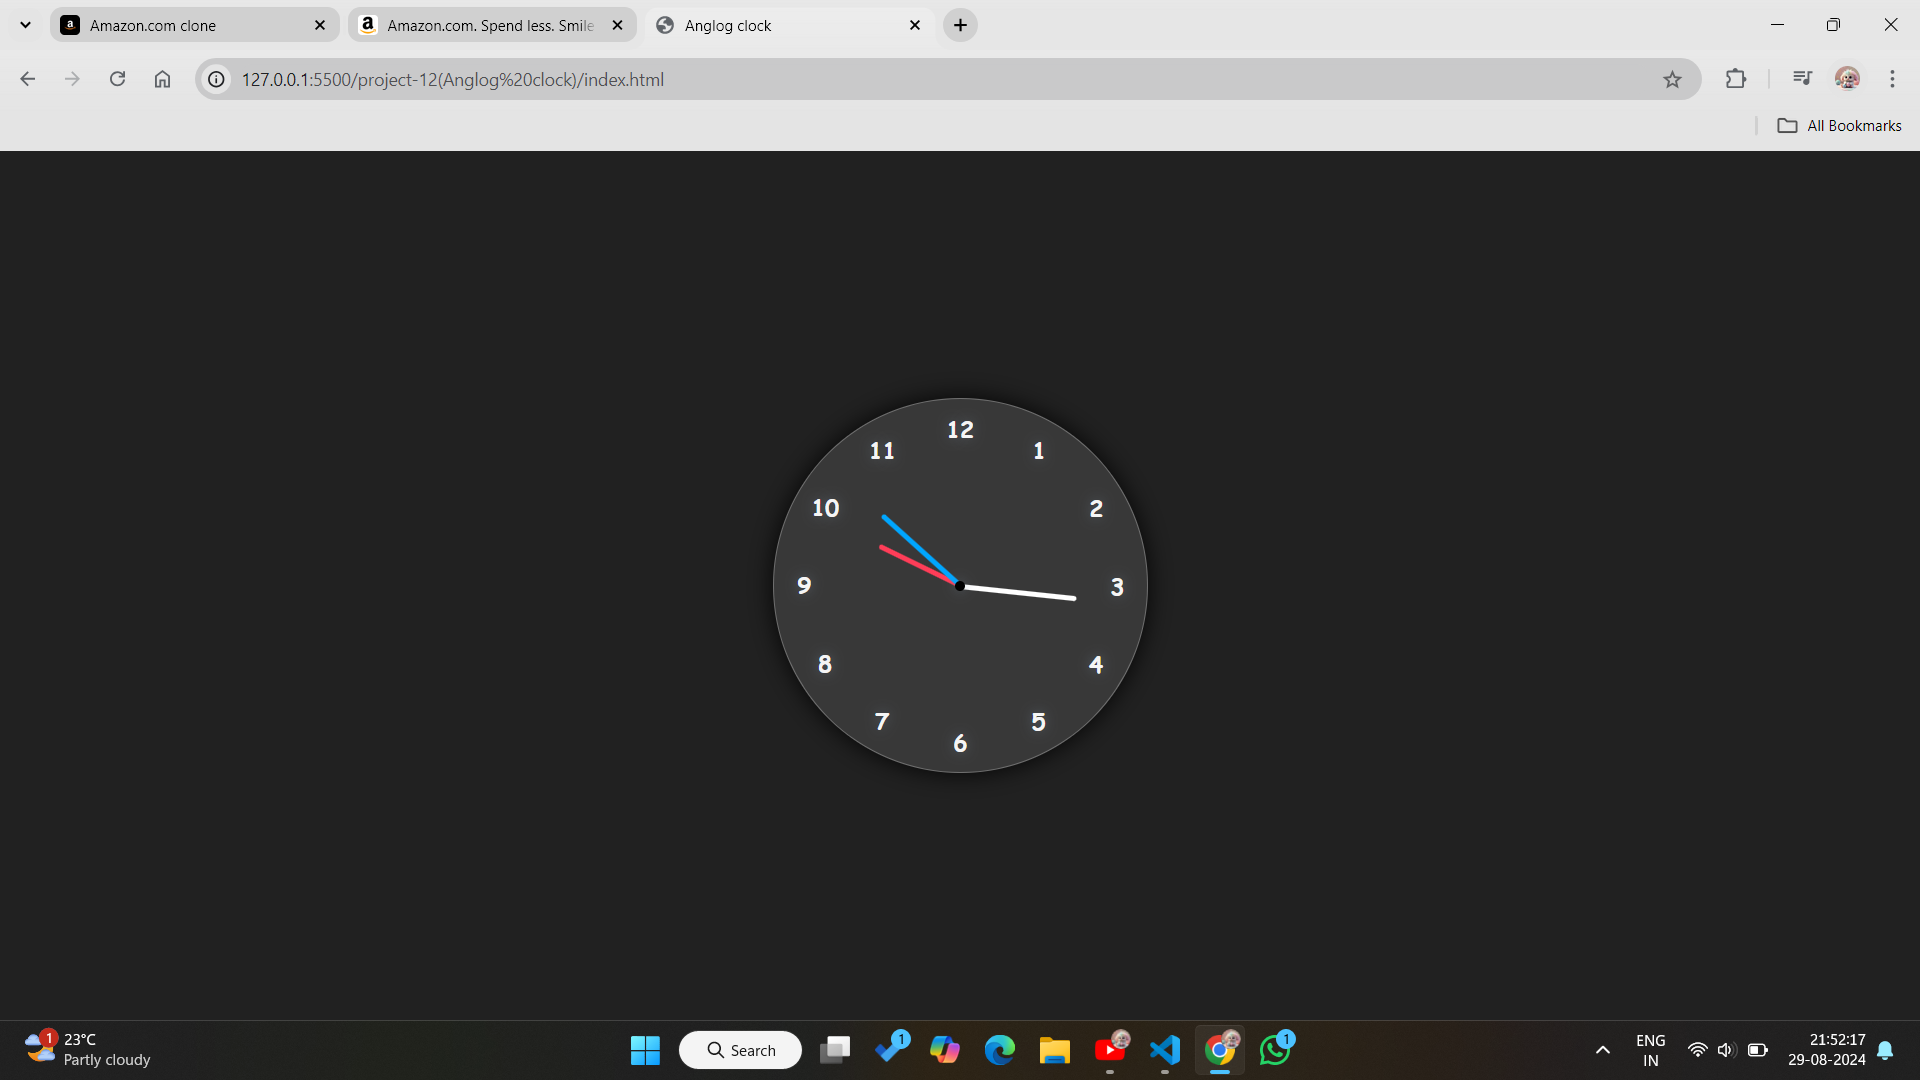 Amazon.com clone
Amazon.com. Spend less. Smile
Anglog clock
127.0.0.1:5500/project-12(Anglog%20clock)/index.html
All Bookmarks
12
11
1
10
2
9
3
8
4
7
5
6
1
23°C
Partly cloudy
Search
1
1
ENG
IN
21:52:17
29-08-2024